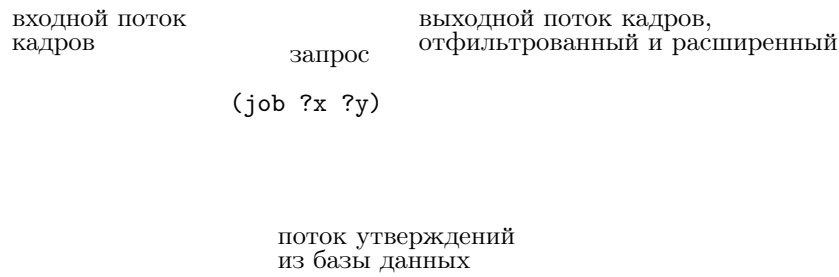 входной поток
кадров
запрос
выходной поток кадров,
отфильтрованный и расширенный
(job ?x ?y)
поток утверждений
из базы данных